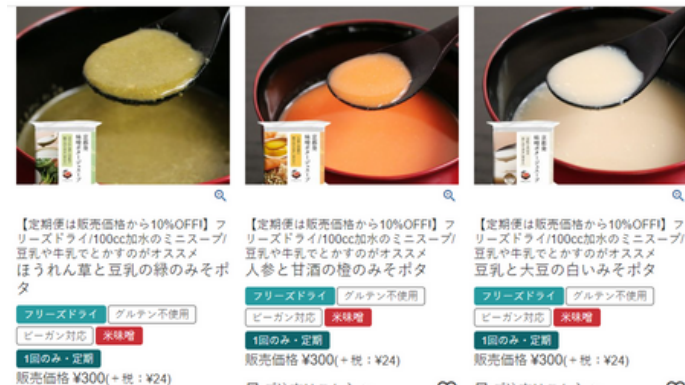 【定期便は販売価格から10%OFF!】フ
リーズドライ/100cc加水のミニスープ/
豆乳や牛乳でとかすのがオススメ
ほうれん草と豆乳の緑のみそポ
タ
フリーズドライ グルテン不使用
ビーガン対応 米味噌
1回のみ・定期
販売価格 ¥300(+税:¥24)
【定期便は販売価格から10%OFF!】フ
リーズドライ/100cc加水のミニスープ/
豆乳や牛乳でとかすのがオススメ
人参と甘酒の橙のみそポタ
フリーズドライ グルテン不使用
ビーガン対応 米味噌
1回のみ・定期
販売価格 ¥300(+税:¥24)
【定期便は販売価格から10%OFF!】フ
リーズドライ/100cc加水のミニスープ/
豆乳や牛乳でとかすのがオススメ
豆乳と大豆の白いみそポタ
フリーズドライ グルテン不使用
ビーガン対応 米味噌
1回のみ・定期
販売価格 ¥300(+税:¥24)